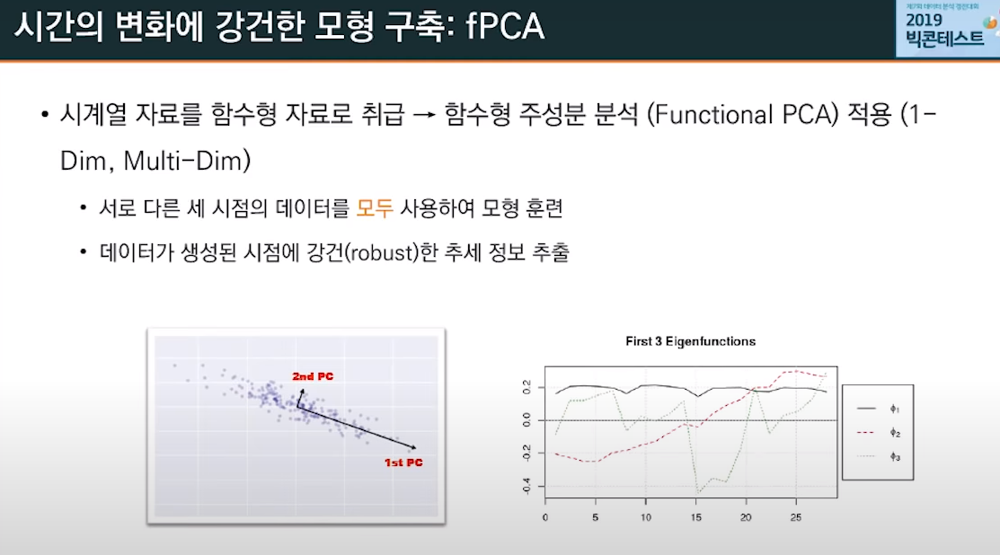 시간의 변화에 강건한 모형 구축: fPCA
제7회 데이터 분석 경진대회
2019
빅콘테스트
• 시계열 자료를 함수형 자료로 취급 → 함수형 주성분 분석 (Functional PCA) 적용 (1-
Dim, Multi-Dim)
• 서로 다른 세 시점의 데이터를 모두 사용하여 모형 훈련
• 데이터가 생성된 시점에 강건(robust)한 추세 정보 추출
2nd PC
1st PC
First 3 Eigenfunctions
0.2
0.0
-0.2
-0.4
0 5 10 15 20 25
ϕ1
ϕ2
ϕ3